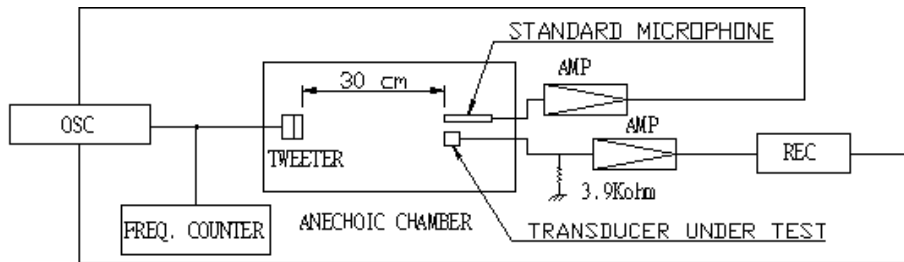 STANDARD MICROPHONE
AMP
30 cm
OSC
AMP
TWEETER
REC
3.9Kohm
FREQ. COUNTER
ANECHOIC CHAMBER
TRANSDUCER UNDER TEST